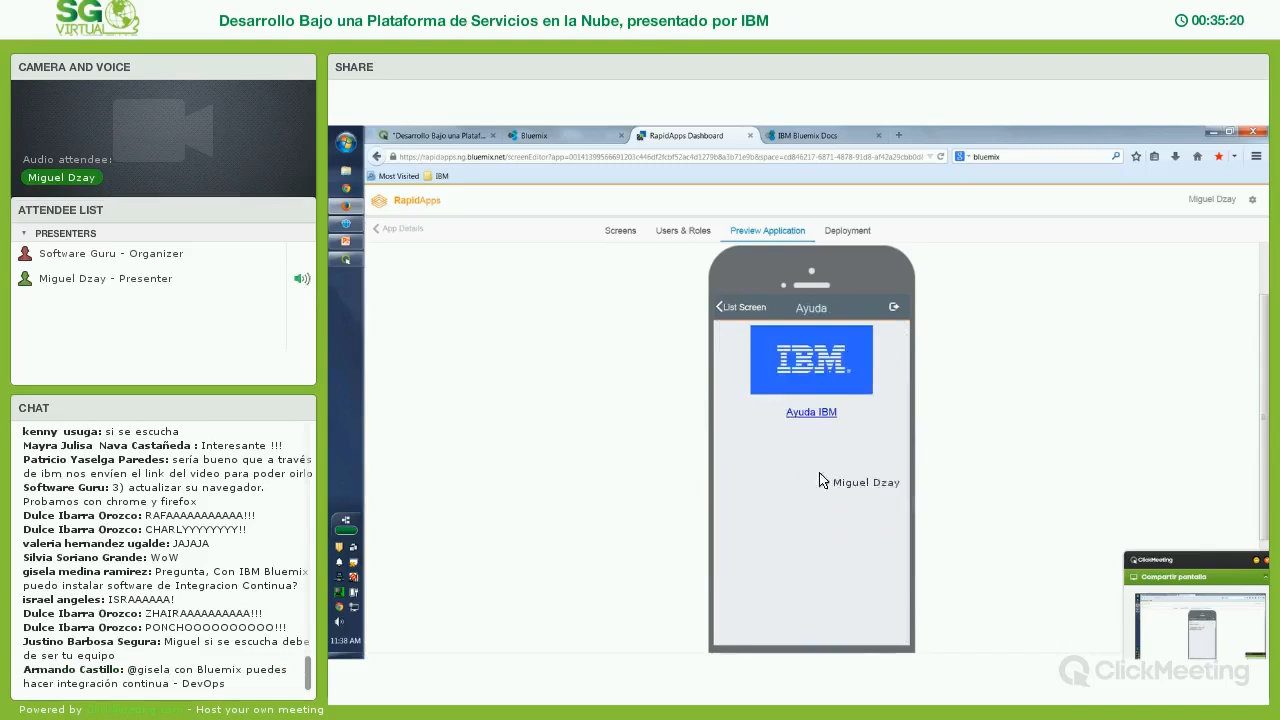 SG
VIRTUAL
Desarrollo Bajo una Plataforma de Servicios en la Nube, presentado por IBM
00:35:20
CAMERA AND VOICE
Audio attendee:
Miguel Dzay
ATTENDEE LIST
PRESENTERS
Software Guru - Organizer
Miguel Dzay - Presenter
CHAT
kenny usuga: si se escucha
Mayra Julisa Nava Castañeda : Interesante !!!
Patricio Yaselga Paredes: sería bueno que a través
de ibm nos envíen el link del video para poder oirlo
Software Guru: 3) actualizar su navegador.
Probamos con chrome y firefox
Dulce Ibarra Orozco: RAFAAAAAAAAAAA!!!
Dulce Ibarra Orozco: CHARLYYYYYYYY!!
valeria hernandez ugalde: JAJAJA
Silvia Soriano Grande: WoW
gisela medina ramirez: Pregunta, Con IBM Bluemix
puedo instalar software de Integracion Continua?
israel angeles: ISRAAAAAA!
Dulce Ibarra Orozco: ZHAIRAAAAAAAAAA!!!
Dulce Ibarra Orozco: PONCHOOOOOOOOOO!!!
Justino Barbosa Segura: Miguel si se escucha debe
de ser tu equipo
Armando Castillo: @gisela con Bluemix puedes
hacer integración continua - DevOps
Powered by ClickMeeting.com - Host your own meeting
SHARE
"Desarrollo Bajo una Plataf...
Bluemix
RapidApps Dashboard
IBM Bluemix Docs
bluemix
Most Visited
IBM
RapidApps
Miguel Dzay
App Details
Screens
Users & Roles
Preview Application
Deployment
List Screen
Ayuda
IBM
Ayuda IBM
Miguel Dzay
11:38 AM
ClickMeeting
Compartir pantalla
ClickMeeting